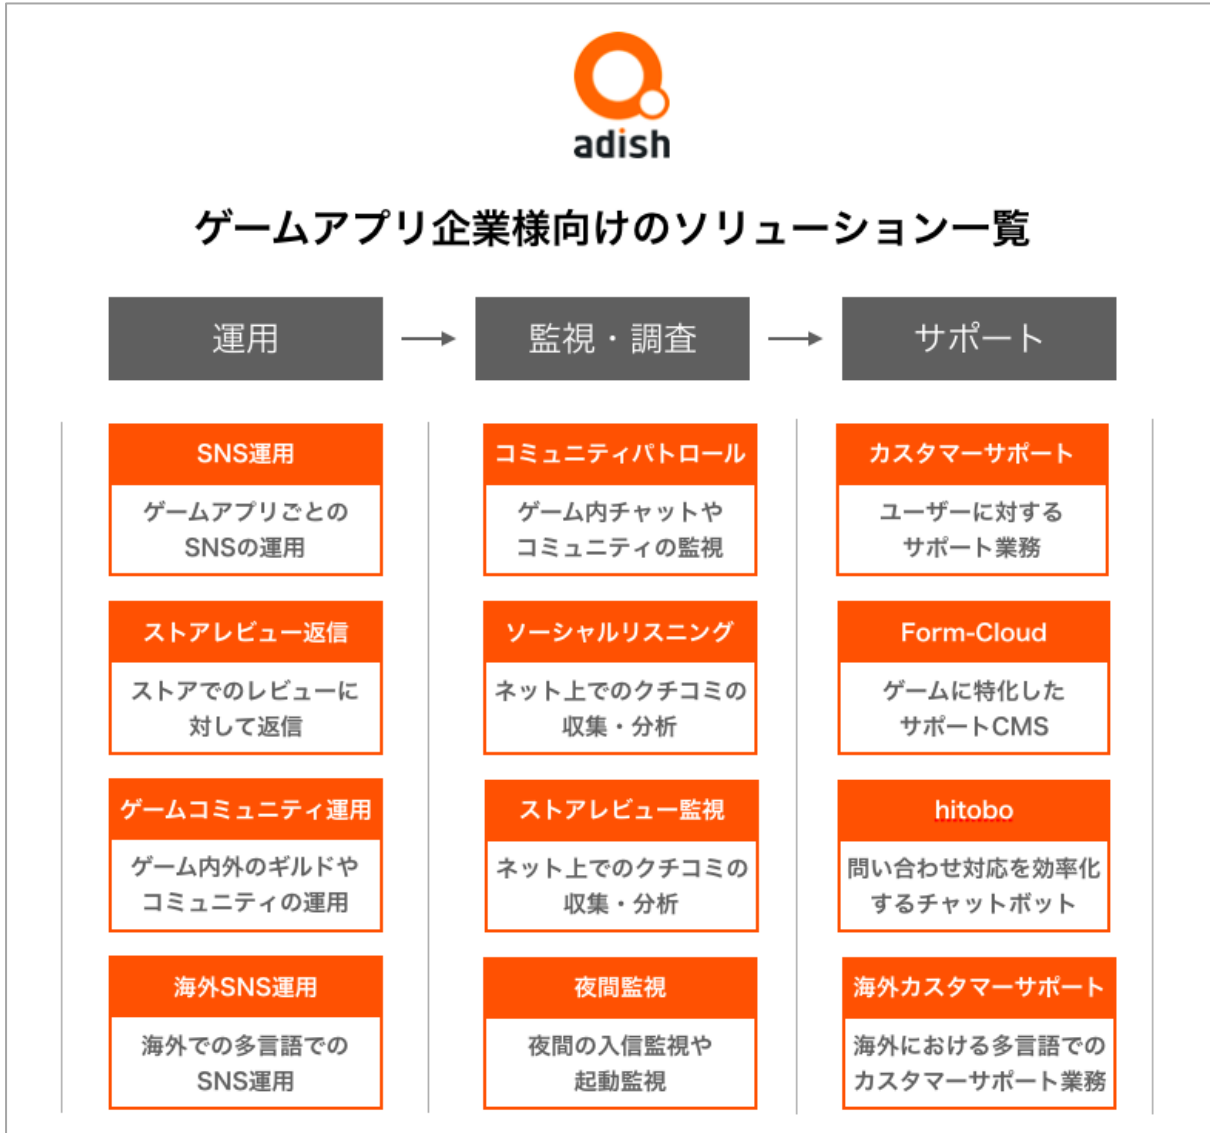 adish
ゲームアプリ企業様向けのソリューション一覧
運用
監視・調査
サポート
SNS運用
ゲームアプリごとの
SNSの運用
ストアレビュー返信
ストアでのレビューに
対して返信
ゲームコミュニティ運用
ゲーム内外のギルドや
コミュニティの運用
海外SNS運用
海外での多言語での
SNS運用
コミュニティパトロール
ゲーム内チャットや
コミュニティの監視
ソーシャルリスニング
ネット上でのクチコミの
収集・分析
ストアレビュー監視
ネット上でのクチコミの
収集・分析
夜間監視
夜間の入信監視や
起動監視
カスタマーサポート
ユーザーに対する
サポート業務
Form-Cloud
ゲームに特化した
サポートCMS
hitobo
問い合わせ対応を効率化
するチャットボット
海外カスタマーサポート
海外における多言語での
カスタマーサポート業務